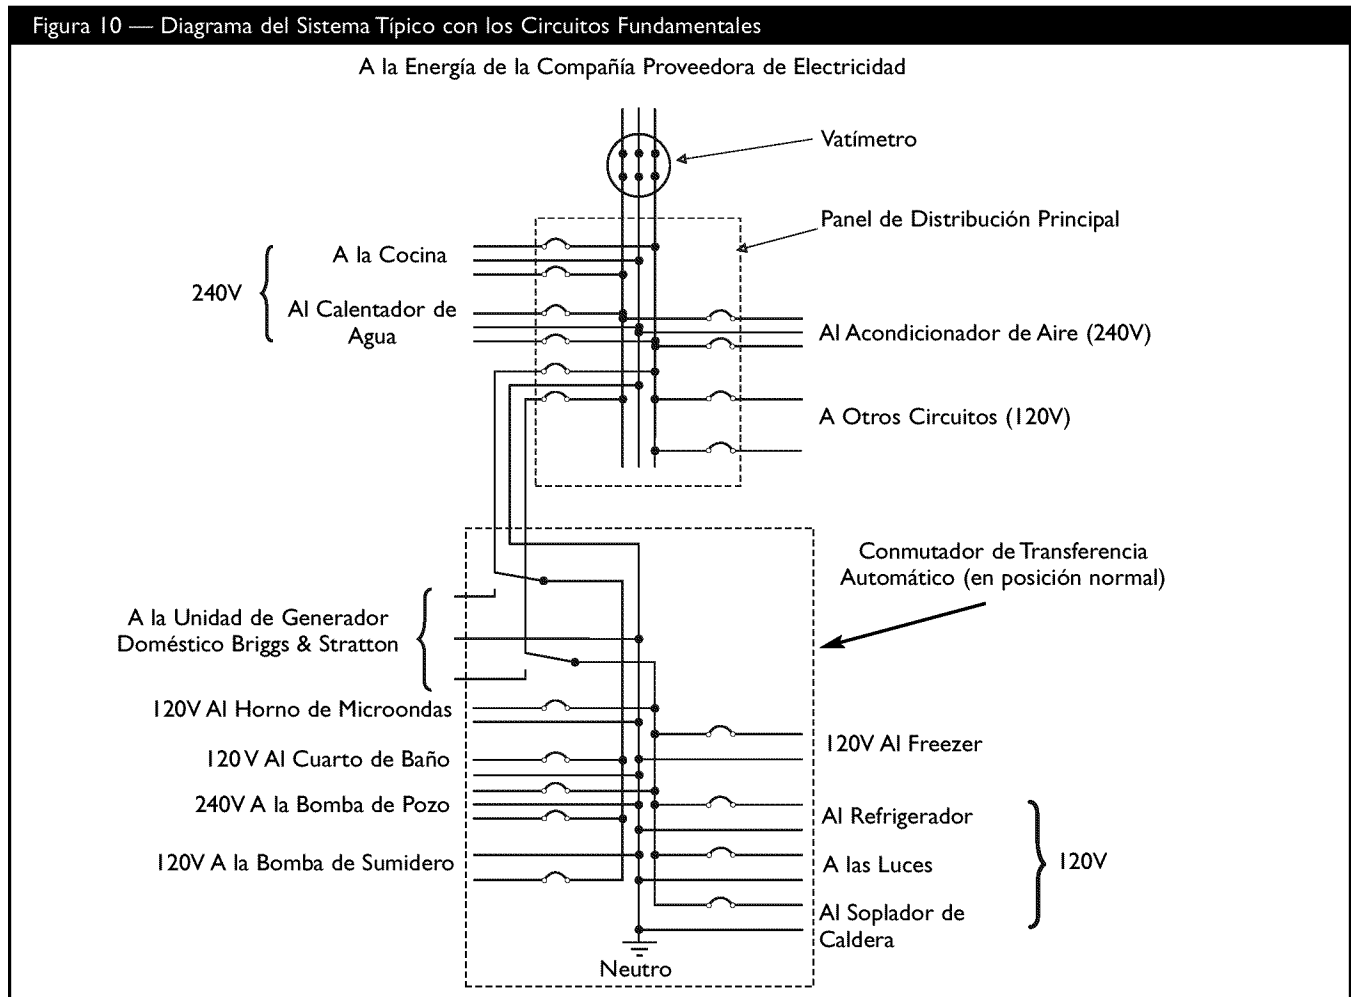 Figura 10 — Diagrama del Sistema Típico con los Circuitos Fundamentales
A la Energía de la Compañía Proveedora de Electricidad
Vatímetro
Panel de Distribución Principal
A la Cocina
240V
Al Calentador de
Agua
Al Acondicionador de Aire (240V)
A Otros Circuitos (120V)
Conmutador de Transferencia
Automático (en posición normal)
A la Unidad de Generador
Doméstico Briggs & Stratton
120V Al Horno de Microondas
120V Al Freezer
120V Al Cuarto de Baño
240V A la Bomba de Pozo
Al Refrigerador
120V A la Bomba de Sumidero
A las Luces
120V
Al Soplador de
Caldera
Neutro